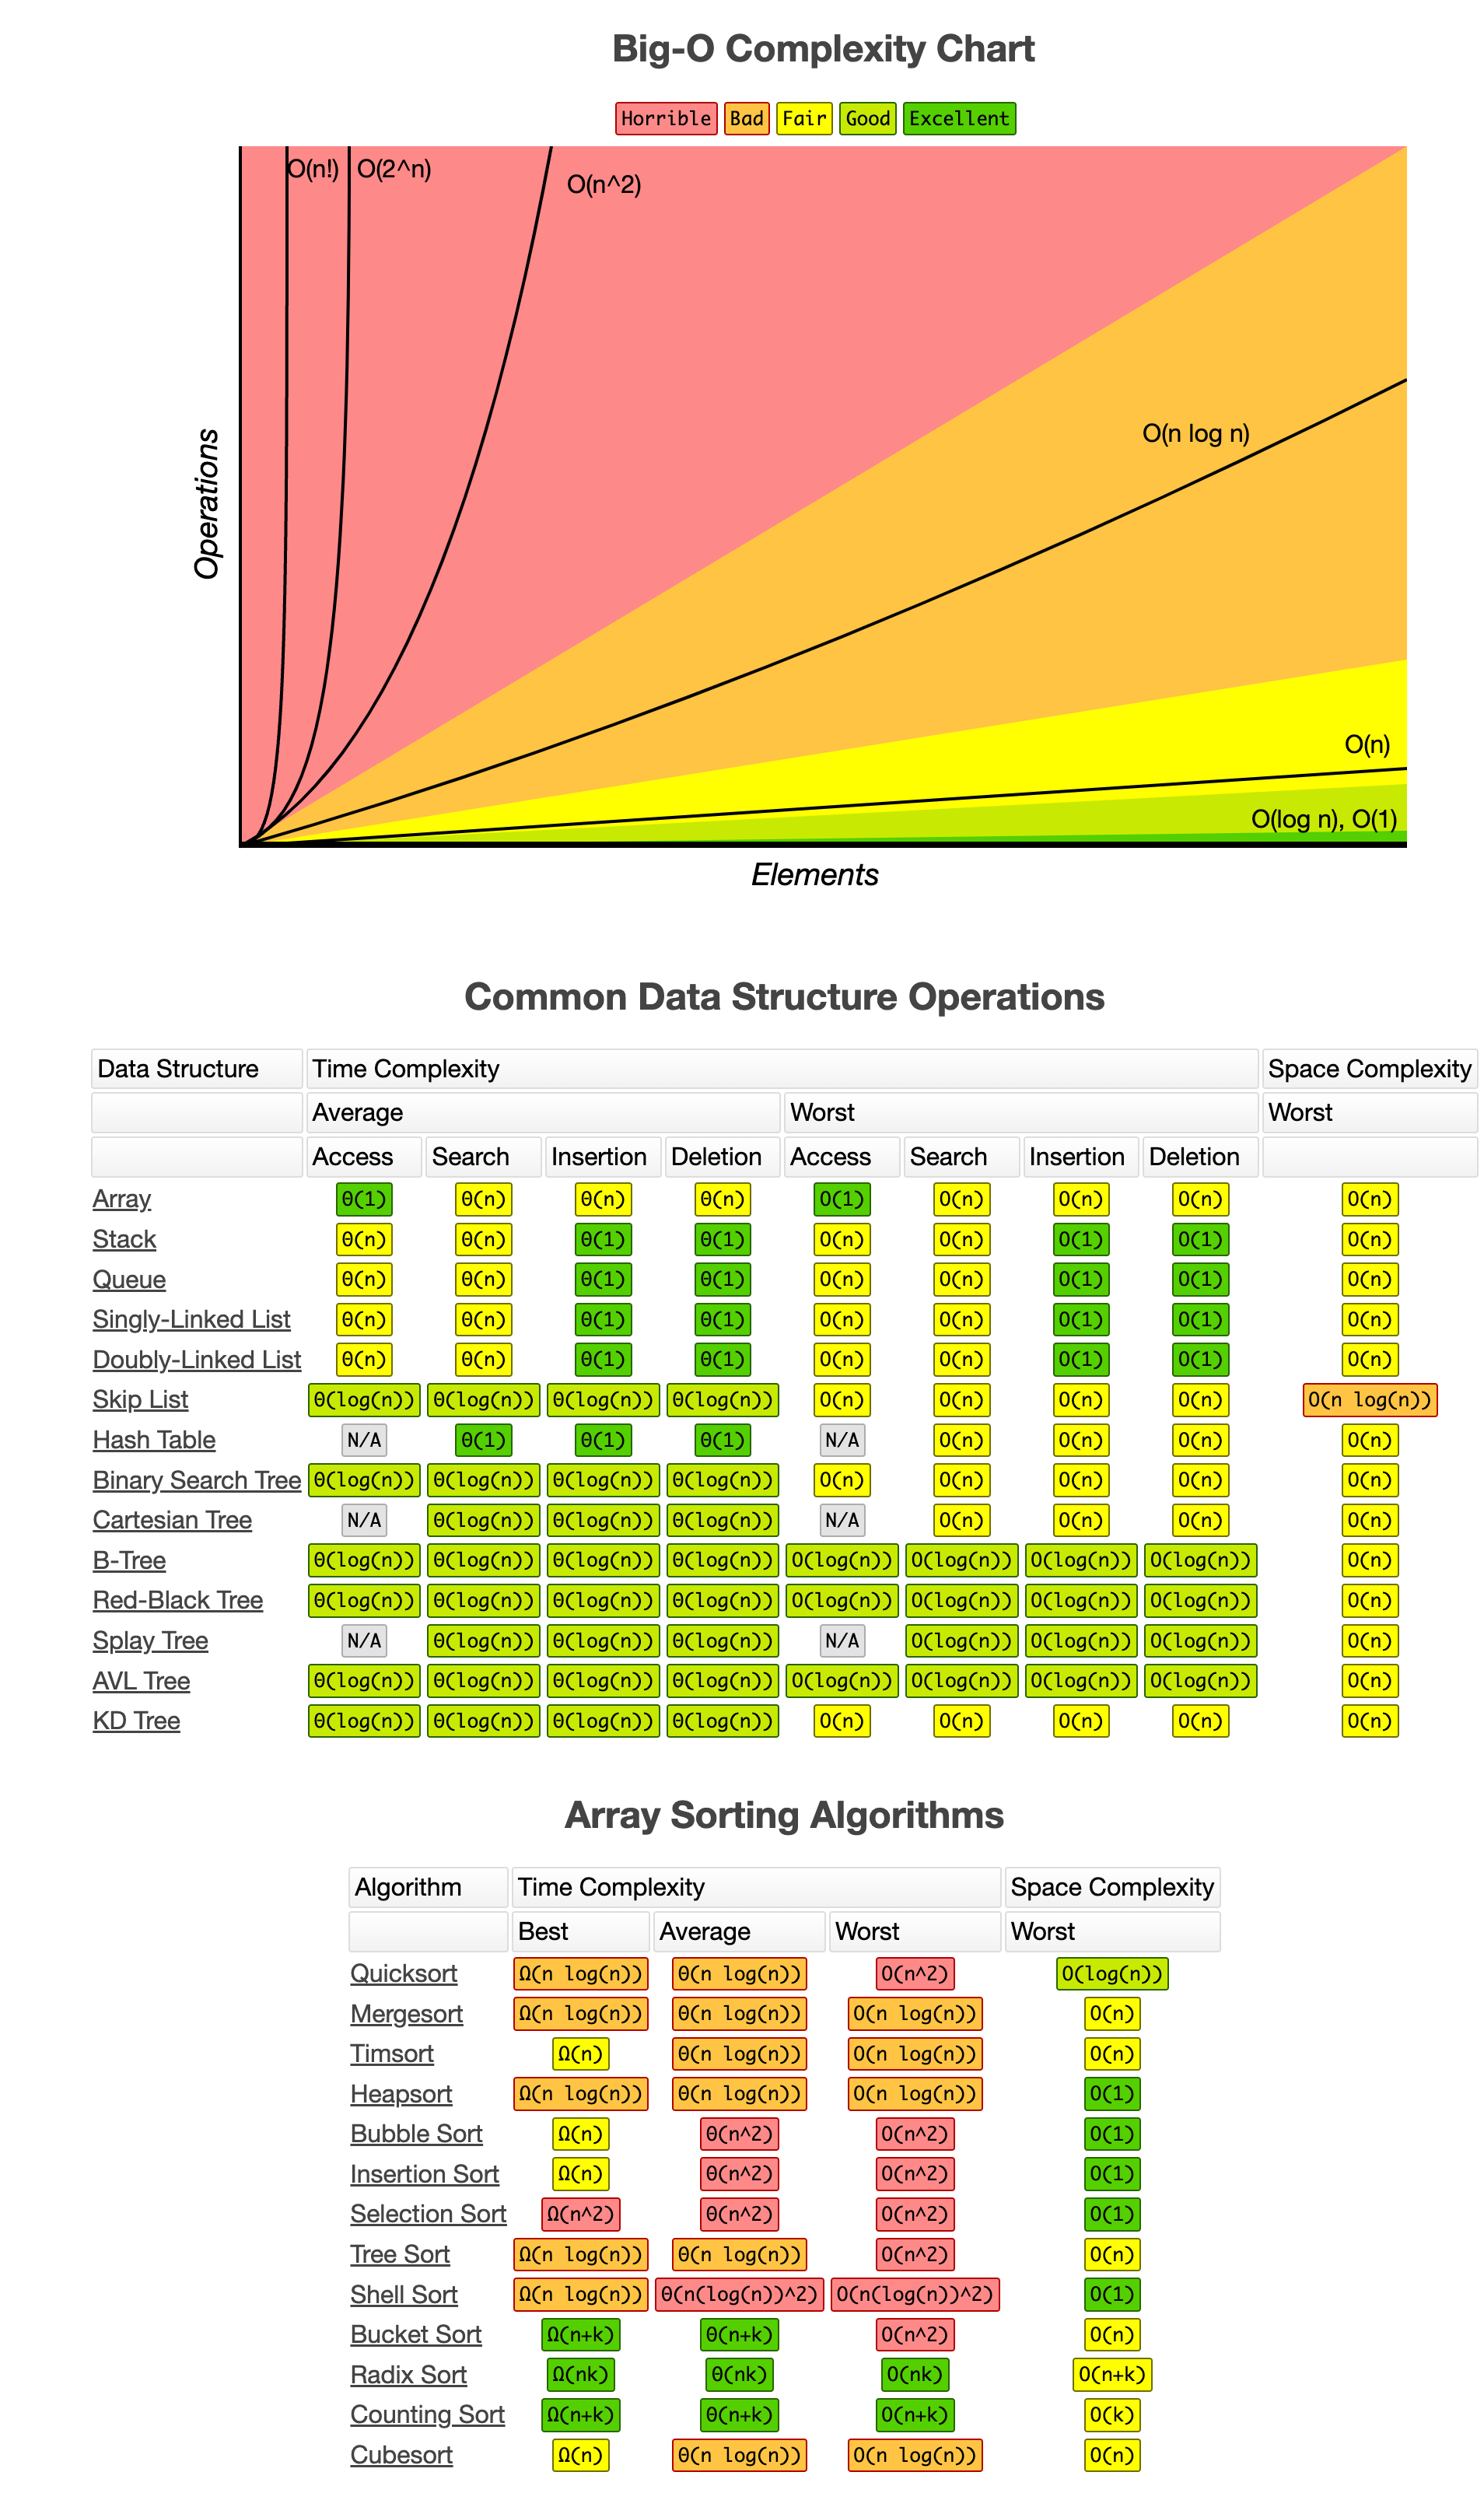 Big-O Complexity Chart
Horrible Bad Fair Good Excellent
O(n!) O(2^n)
O(n^2)
O(n log n)
O(n)
O(log n), O(1)
Operations
Elements
Common Data Structure Operations
Data Structure Time Complexity Space Complexity
Average Worst Worst
Access Search Insertion Deletion Access Search Insertion Deletion
Array Θ(1) Θ(n) Θ(n) Θ(n) O(1) O(n) O(n) O(n) O(n)
Stack Θ(n) Θ(n) Θ(1) Θ(1) O(n) O(n) O(1) O(1) O(n)
Queue Θ(n) Θ(n) Θ(1) Θ(1) O(n) O(n) O(1) O(1) O(n)
Singly-Linked List Θ(n) Θ(n) Θ(1) Θ(1) O(n) O(n) O(1) O(1) O(n)
Doubly-Linked List Θ(n) Θ(n) Θ(1) Θ(1) O(n) O(n) O(1) O(1) O(n)
Skip List Θ(log(n)) Θ(log(n)) Θ(log(n)) Θ(log(n)) O(n) O(n) O(n) O(n) O(n log(n))
Hash Table N/A Θ(1) Θ(1) Θ(1) N/A O(n) O(n) O(n) O(n)
Binary Search Tree Θ(log(n)) Θ(log(n)) Θ(log(n)) Θ(log(n)) O(n) O(n) O(n) O(n) O(n)
Cartesian Tree N/A Θ(log(n)) Θ(log(n)) Θ(log(n)) N/A O(n) O(n) O(n) O(n)
B-Tree Θ(log(n)) Θ(log(n)) Θ(log(n)) Θ(log(n)) O(log(n)) O(log(n)) O(log(n)) O(log(n)) O(n)
Red-Black Tree Θ(log(n)) Θ(log(n)) Θ(log(n)) Θ(log(n)) O(log(n)) O(log(n)) O(log(n)) O(log(n)) O(n)
Splay Tree N/A Θ(log(n)) Θ(log(n)) Θ(log(n)) N/A O(log(n)) O(log(n)) O(log(n)) O(n)
AVL Tree Θ(log(n)) Θ(log(n)) Θ(log(n)) Θ(log(n)) O(log(n)) O(log(n)) O(log(n)) O(log(n)) O(n)
KD Tree Θ(log(n)) Θ(log(n)) Θ(log(n)) Θ(log(n)) O(n) O(n) O(n) O(n) O(n)
Array Sorting Algorithms
Algorithm Time Complexity Space Complexity
Best Average Worst Worst
Quicksort Ω(n log(n)) Θ(n log(n)) O(n^2) O(log(n))
Mergesort Ω(n log(n)) Θ(n log(n)) O(n log(n)) O(n)
Timsort Ω(n) Θ(n log(n)) O(n log(n)) O(n)
Heapsort Ω(n log(n)) Θ(n log(n)) O(n log(n)) O(1)
Bubble Sort Ω(n) Θ(n^2) O(n^2) O(1)
Insertion Sort Ω(n) Θ(n^2) O(n^2) O(1)
Selection Sort Ω(n^2) Θ(n^2) O(n^2) O(1)
Tree Sort Ω(n log(n)) Θ(n log(n)) O(n^2) O(n)
Shell Sort Ω(n log(n)) Θ(n(log(n))^2) O(n(log(n))^2) O(1)
Bucket Sort Ω(n+k) Θ(n+k) O(n^2) O(n)
Radix Sort Ω(nk) Θ(nk) O(nk) O(n+k)
Counting Sort Ω(n+k) Θ(n+k) O(n+k) O(k)
Cubesort Ω(n) Θ(n log(n)) O(n log(n)) O(n)